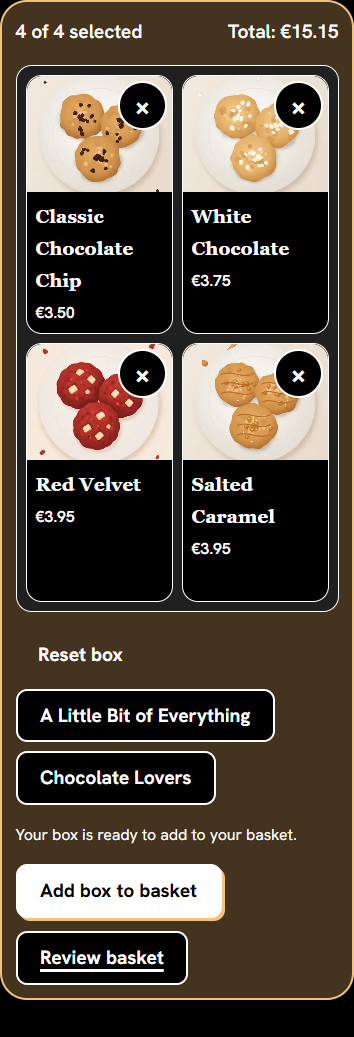 4 of 4 selected Total: €15.15
×
×
Classic
Chocolate
Chip
€3.50
White
Chocolate
€3.75
×
×
Red Velvet
€3.95
Salted
Caramel
€3.95
Reset box
A Little Bit of Everything
Chocolate Lovers
Your box is ready to add to your basket.
Add box to basket
Review basket